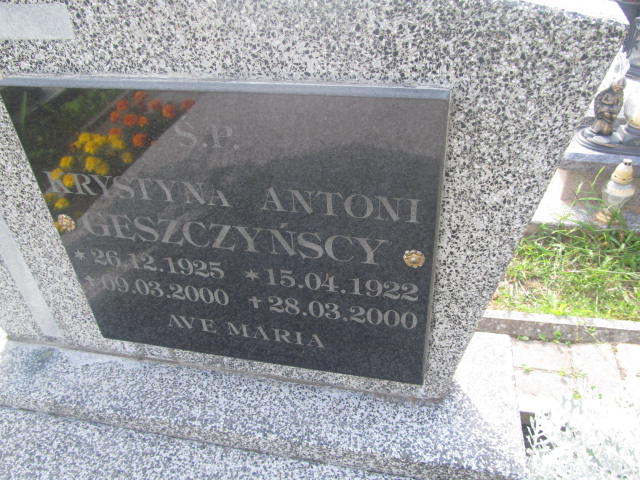 Ś.P.
KRYSTYNA ANTONI
GESZCZYŃSCY
* 26.12.1925 * 15.04.1922
† 09.03.2000 † 28.03.2000
AVE MARIA